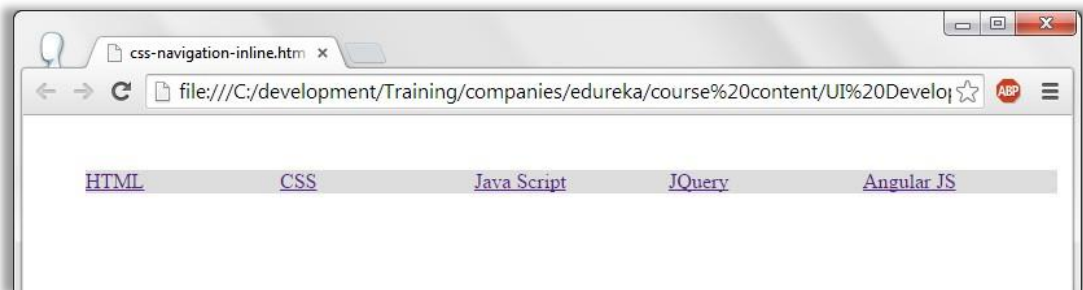 css-navigation-inline.htm
file:///C:/development/Training/companies/edureka/course%20content/UI%20Develop
ABP
HTML CSS Java Script JQuery Angular JS